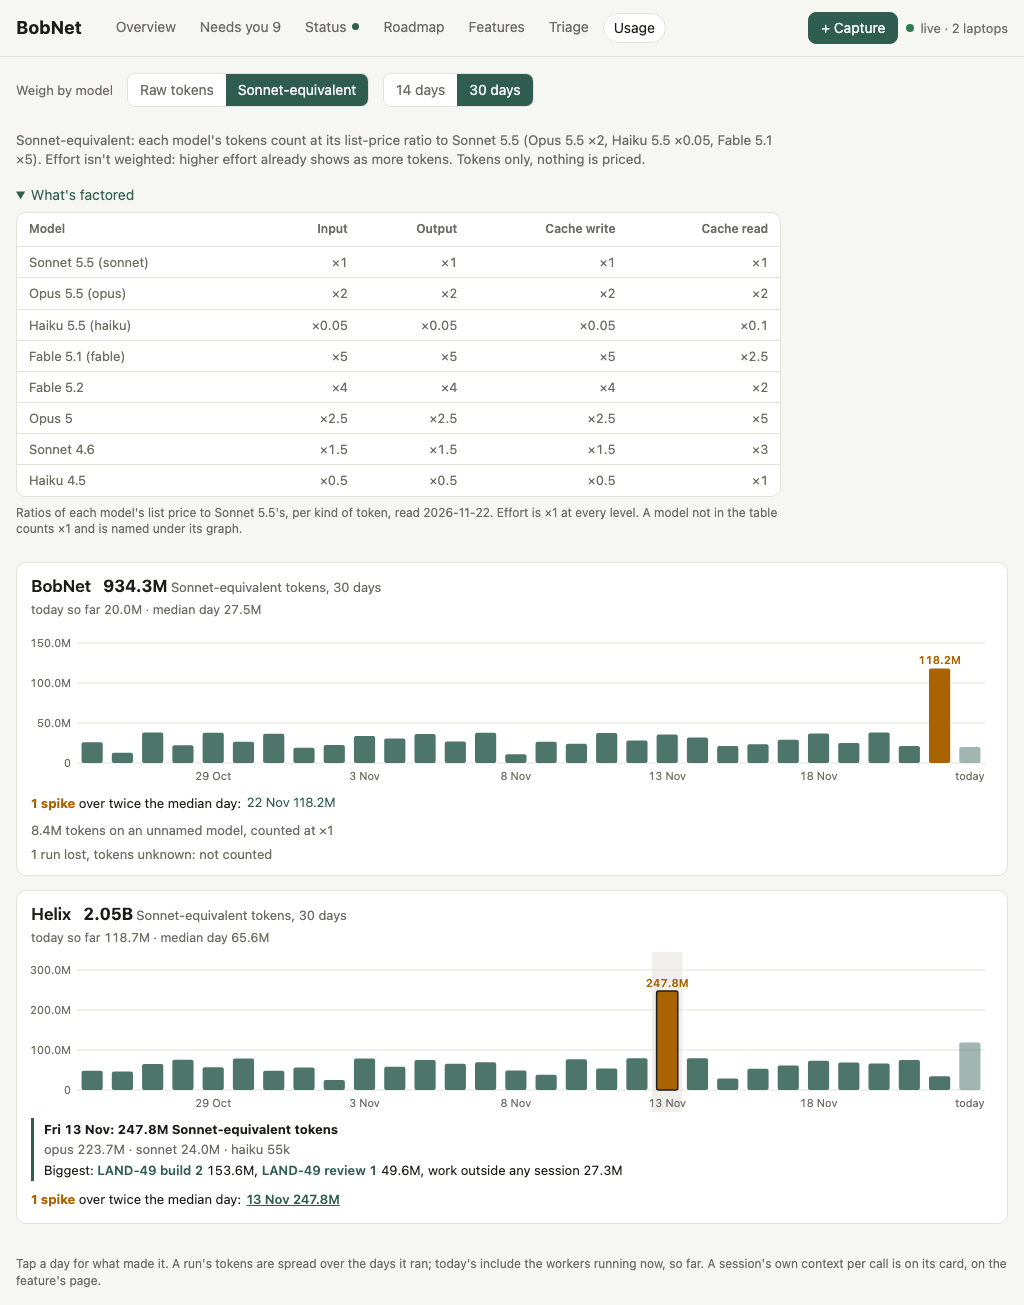 BobNet
Overview
Needs you 9
Status
Roadmap
Features
Triage
Usage
+ Capture
live · 2 laptops
Weigh by model
Raw tokens
Sonnet-equivalent
14 days
30 days
Sonnet-equivalent: each model's tokens count at its list-price ratio to Sonnet 5.5 (Opus 5.5 ×2, Haiku 5.5 ×0.05, Fable 5.1
×5). Effort isn't weighted: higher effort already shows as more tokens. Tokens only, nothing is priced.
▼ What's factored
Model Input Output Cache write Cache read
Sonnet 5.5 (sonnet) ×1 ×1 ×1 ×1
Opus 5.5 (opus) ×2 ×2 ×2 ×2
Haiku 5.5 (haiku) ×0.05 ×0.05 ×0.05 ×0.1
Fable 5.1 (fable) ×5 ×5 ×5 ×2.5
Fable 5.2 ×4 ×4 ×4 ×2
Opus 5 ×2.5 ×2.5 ×2.5 ×5
Sonnet 4.6 ×1.5 ×1.5 ×1.5 ×3
Haiku 4.5 ×0.5 ×0.5 ×0.5 ×1
Ratios of each model's list price to Sonnet 5.5's, per kind of token, read 2026-11-22. Effort is ×1 at every level. A model not in the table
counts ×1 and is named under its graph.
BobNet 934.3M Sonnet-equivalent tokens, 30 days
today so far 20.0M · median day 27.5M
150.0M
118.2M
100.0M
50.0M
0
29 Oct 3 Nov 8 Nov 13 Nov 18 Nov today
1 spike over twice the median day: 22 Nov 118.2M
8.4M tokens on an unnamed model, counted at ×1
1 run lost, tokens unknown: not counted
Helix 2.05B Sonnet-equivalent tokens, 30 days
today so far 118.7M · median day 65.6M
300.0M
247.8M
200.0M
100.0M
0
29 Oct 3 Nov 8 Nov 13 Nov 18 Nov today
Fri 13 Nov: 247.8M Sonnet-equivalent tokens
opus 223.7M · sonnet 24.0M · haiku 55k
Biggest: LAND-49 build 2 153.6M, LAND-49 review 1 49.6M, work outside any session 27.3M
1 spike over twice the median day: 13 Nov 247.8M
Tap a day for what made it. A run's tokens are spread over the days it ran; today's include the workers running now, so far. A session's own context per call is on its card, on the
feature's page.